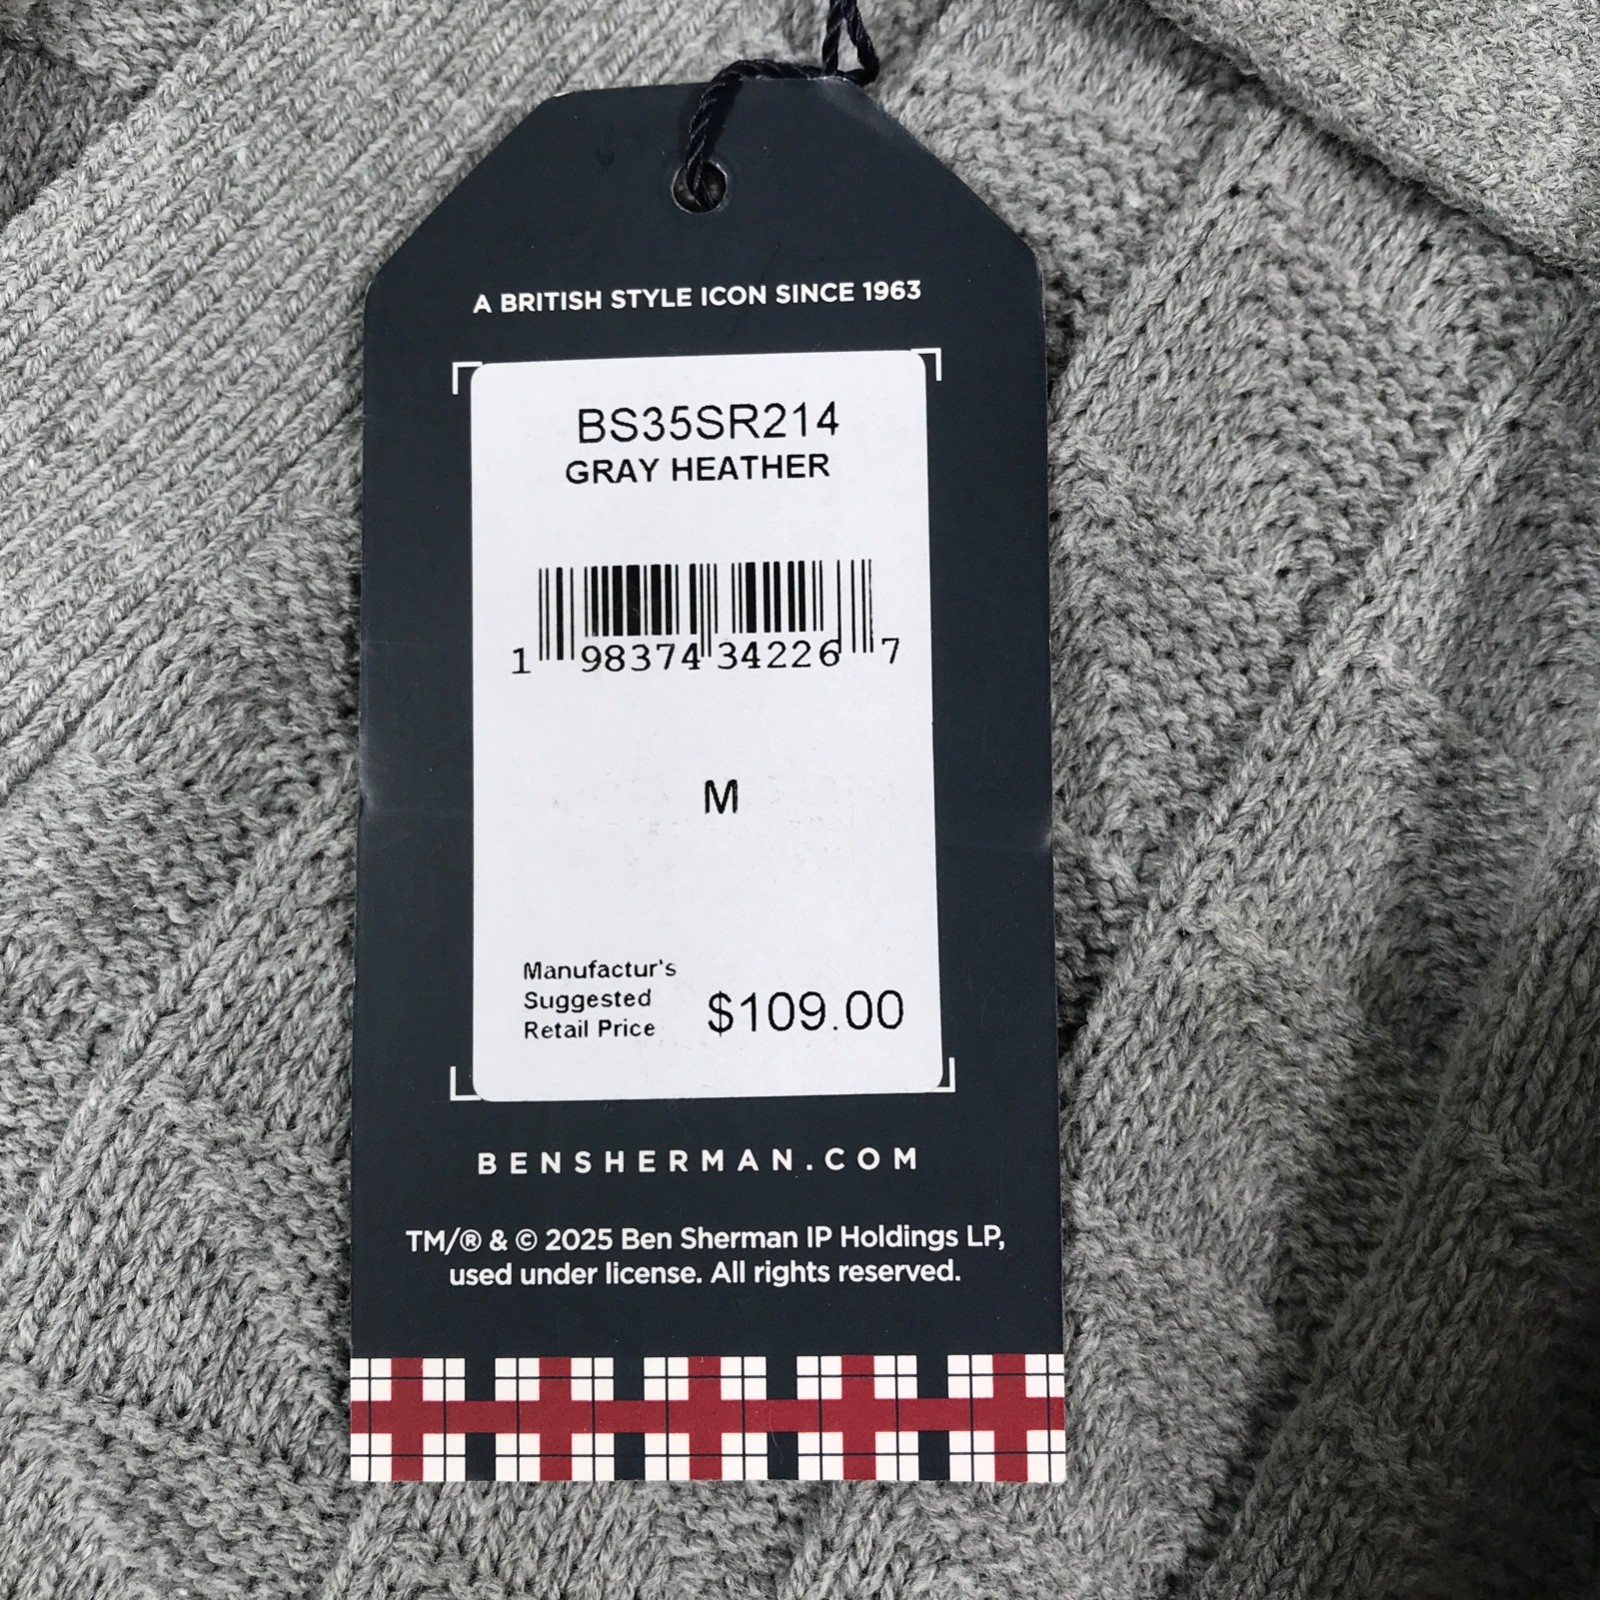 A BRITISH STYLE ICON SINCE 1963
BS35SR214
GRAY HEATHER
1 98374 34226 7
M
Manufactur's
Suggested
Retail Price $109.00
BENSHERMAN.COM
TM/® & © 2025 Ben Sherman IP Holdings LP,
used under license. All rights reserved.